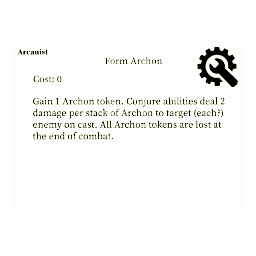 Arcanist
Form Archon
Cost: 0
Gain 1 Archon token. Conjure abilities deal 2
damage per stack of Archon to target (each?)
enemy on cast. All Archon tokens are lost at
the end of combat.